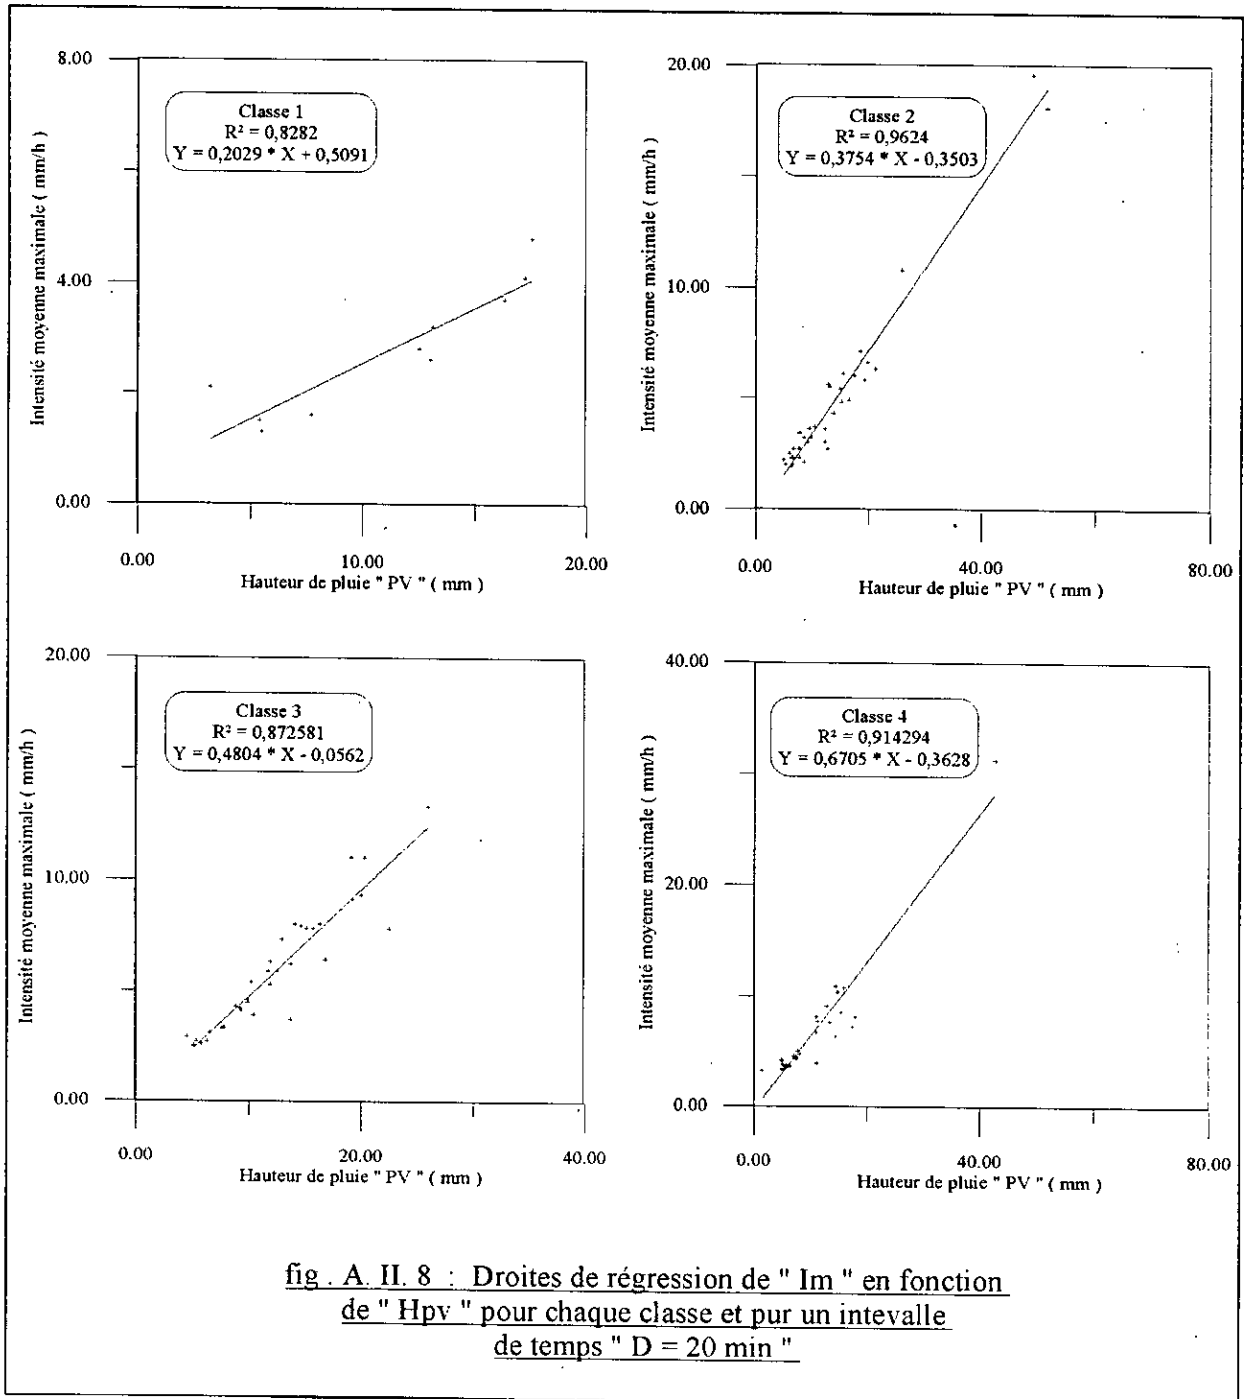 8.00
4.00
0.00
Intensité moyenne maximale ( mm/h )
Classe 1
R² = 0,8282
Y = 0,2029 * X + 0,5091
0.00 10.00 20.00
Hauteur de pluie " PV " ( mm )
20.00
10.00
0.00
Intensité moyenne maximale ( mm/h )
Classe 2
R² = 0,9624
Y = 0,3754 * X - 0,3503
0.00 40.00 80.00
Hauteur de pluie " PV " ( mm )
20.00
10.00
0.00
Intensité moyenne maximale ( mm/h )
Classe 3
R² = 0,872581
Y = 0,4804 * X - 0,0562
0.00 20.00 40.00
Hauteur de pluie " PV " ( mm )
40.00
20.00
0.00
Intensité moyenne maximale ( mm/h )
Classe 4
R² = 0,914294
Y = 0,6705 * X - 0,3628
0.00 40.00 80.00
Hauteur de pluie " PV " ( mm )
fig . A. II. 8 : Droites de régression de " Im " en fonction
de " Hpv " pour chaque classe et pur un intevalle
de temps " D = 20 min "